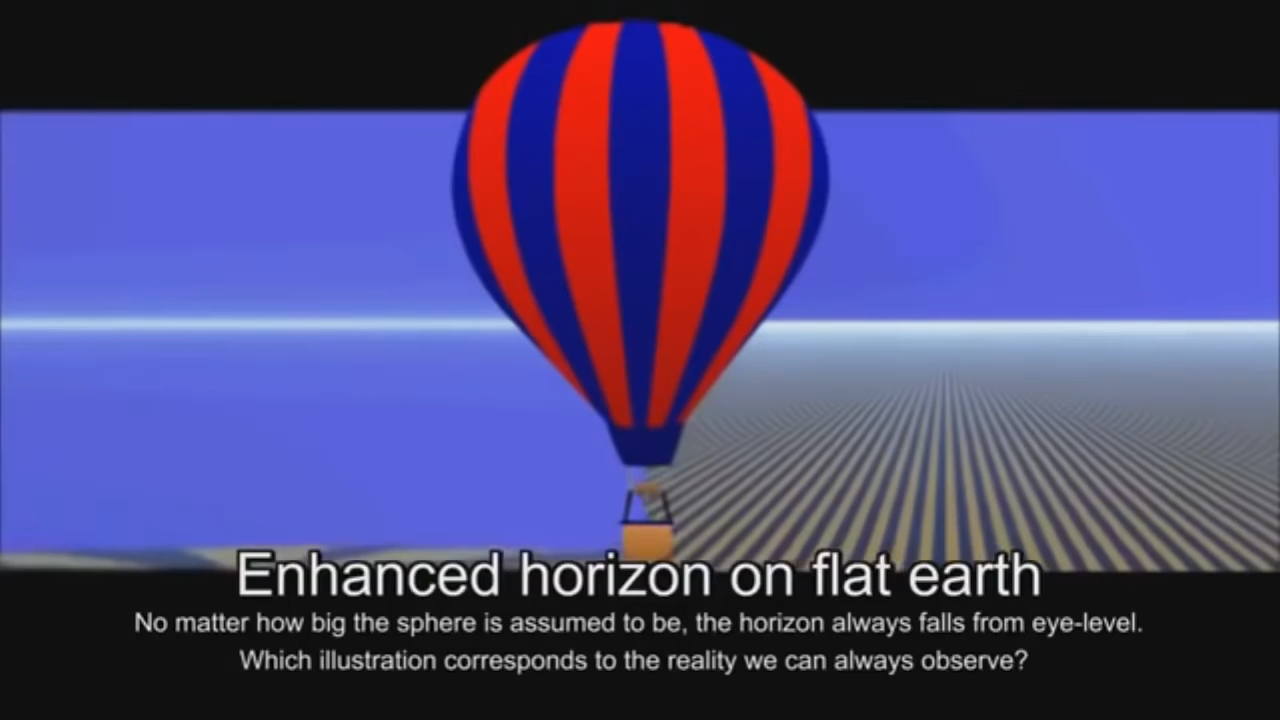 Enhanced horizon on flat earth
No matter how big the sphere is assumed to be, the horizon always falls from eye-level.
Which illustration corresponds to the reality we can always observe?